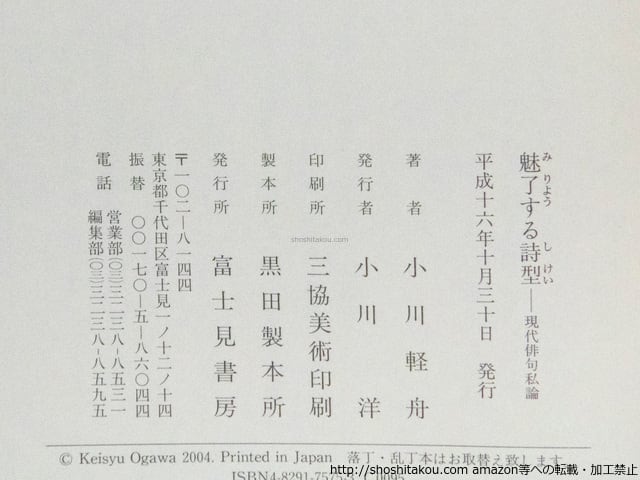 魅了する詩型――現代俳句私論
みりょう しけい
平成十六年十月三十日 発行
著者 小川軽舟
発行者 小川洋
印刷所 三協美術印刷
製本所 黒田製本所
発行所 富士見書房
〒一〇二―八一四四
東京都千代田区富士見一ノ十二ノ十四
振替 〇〇一七〇―五―八六〇四四
電話 営業部(〇三)三二三八―八五三一
編集部(〇三)三二三八―八五九五
shoshitakou.com
© Keisyu Ogawa 2004. Printed in Japan 落丁・乱丁本はお取替え致します。
ISBN4-8291-7575-3 C0095
http://shoshitakou.com amazon等への転載・加工禁止